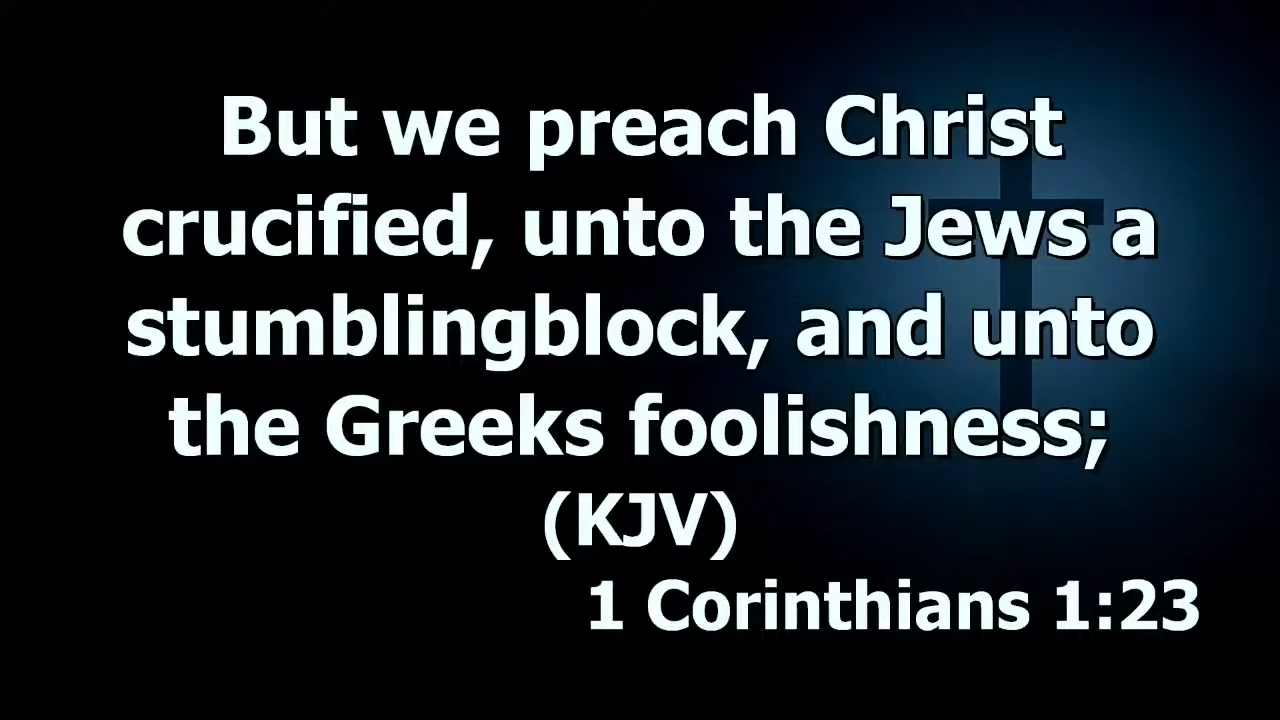 But we preach Christ
crucified, unto the Jews a
stumblingblock, and unto
the Greeks foolishness;
(KJV)
1 Corinthians 1:23